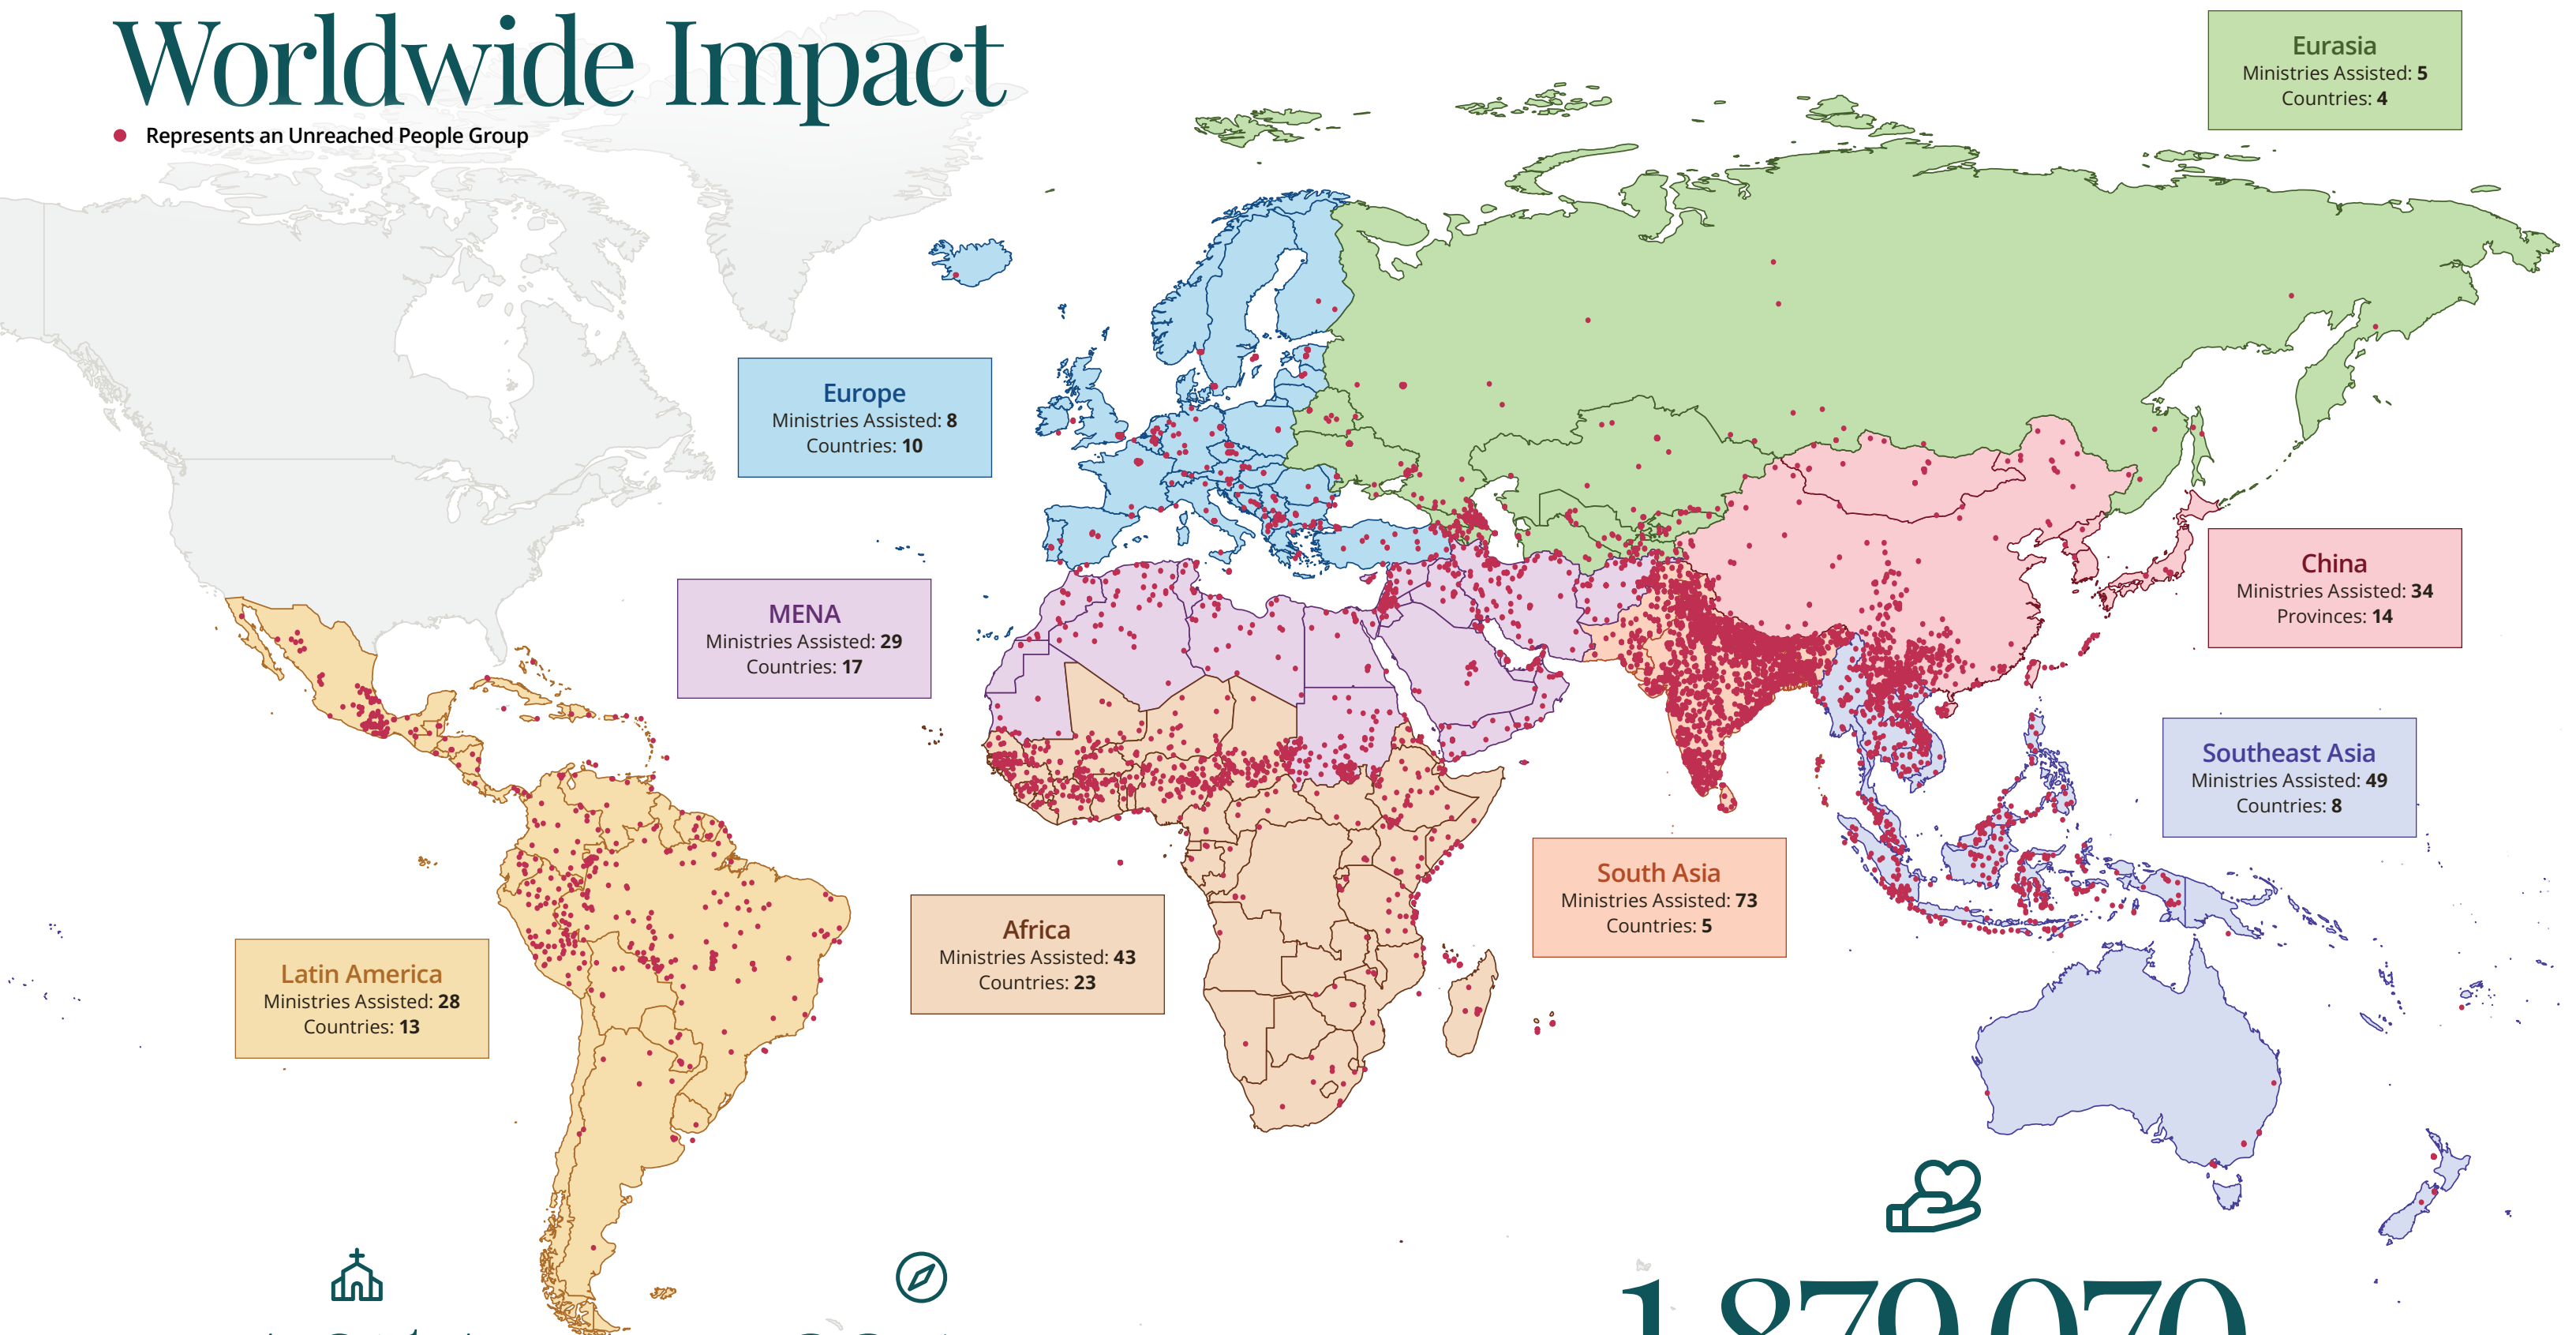 Worldwide Impact
Represents an Unreached People Group
Eurasia
Ministries Assisted: 5
Countries: 4
Europe
Ministries Assisted: 8
Countries: 10
China
Ministries Assisted: 34
Provinces: 14
MENA
Ministries Assisted: 29
Countries: 17
Southeast Asia
Ministries Assisted: 49
Countries: 8
South Asia
Ministries Assisted: 73
Countries: 5
Africa
Ministries Assisted: 43
Countries: 23
Latin America
Ministries Assisted: 28
Countries: 13
1,879,070